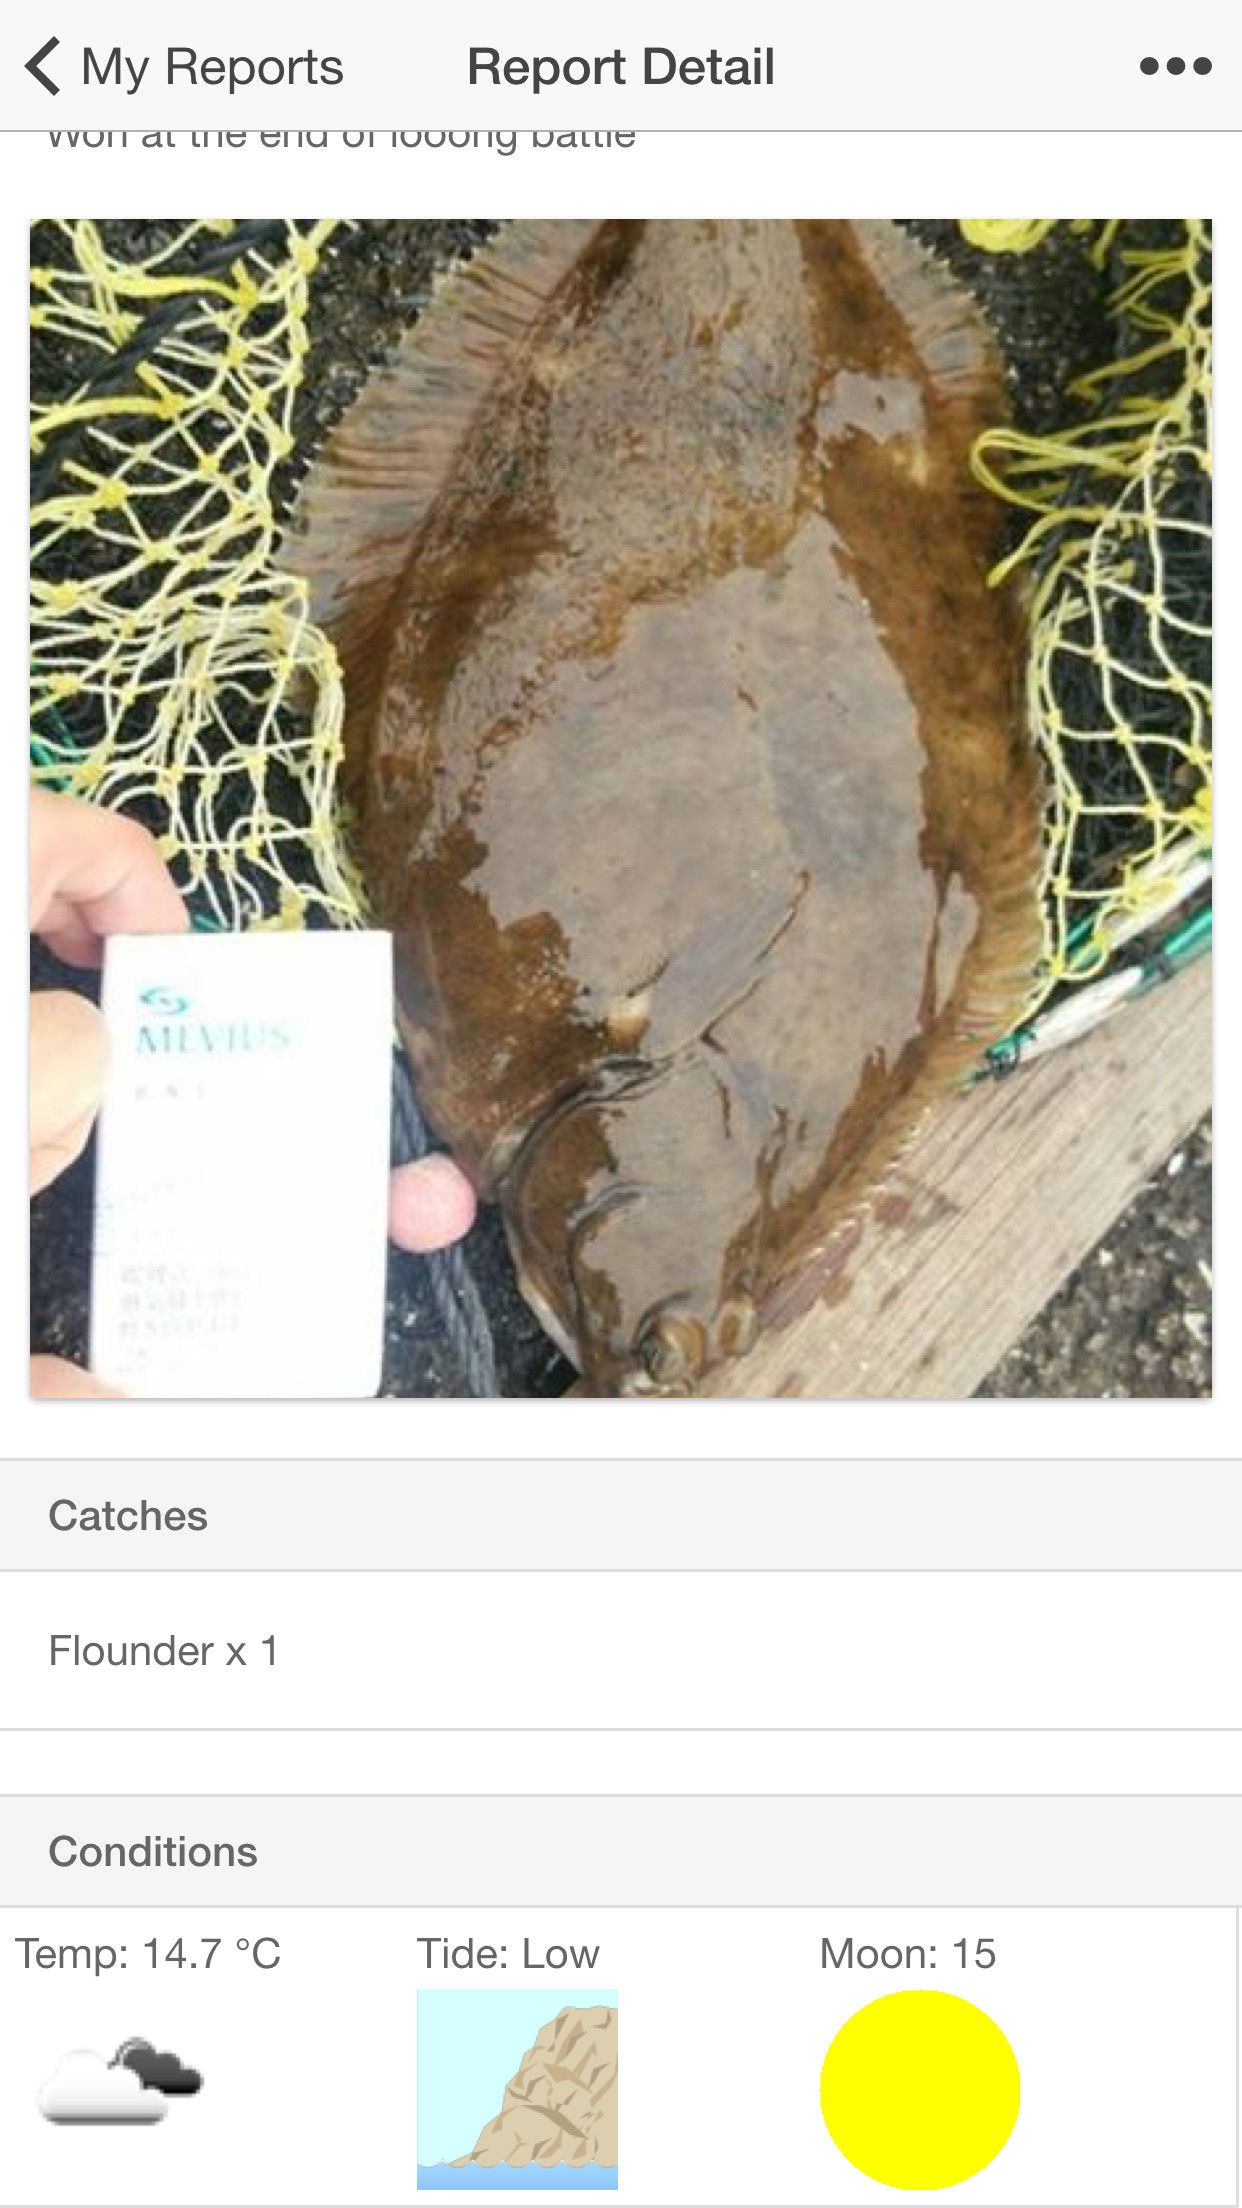 My Reports
Report Detail
Won at the end of looong battle
MEVIUS
Catches
Flounder x 1
Conditions
Temp: 14.7 °C
Tide: Low
Moon: 15